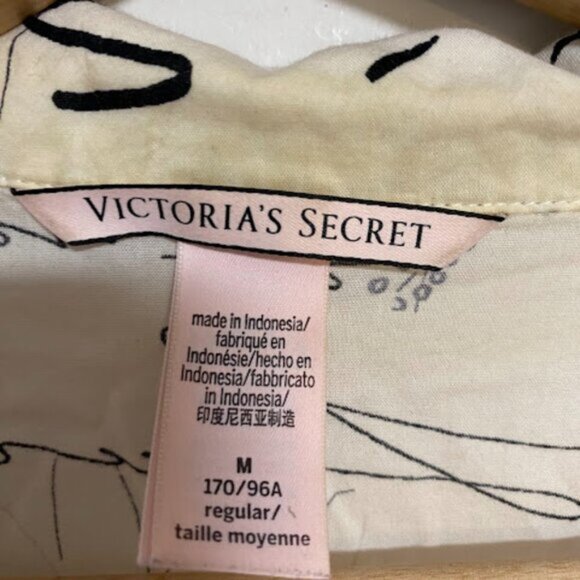 VICTORIA'S SECRET
made in Indonesia/
fabriqué en
Indonésie/hecho en
Indonesia/fabbricato
in Indonesia/
印度尼西亚制造
M
170/96A
regular/
taille moyenne